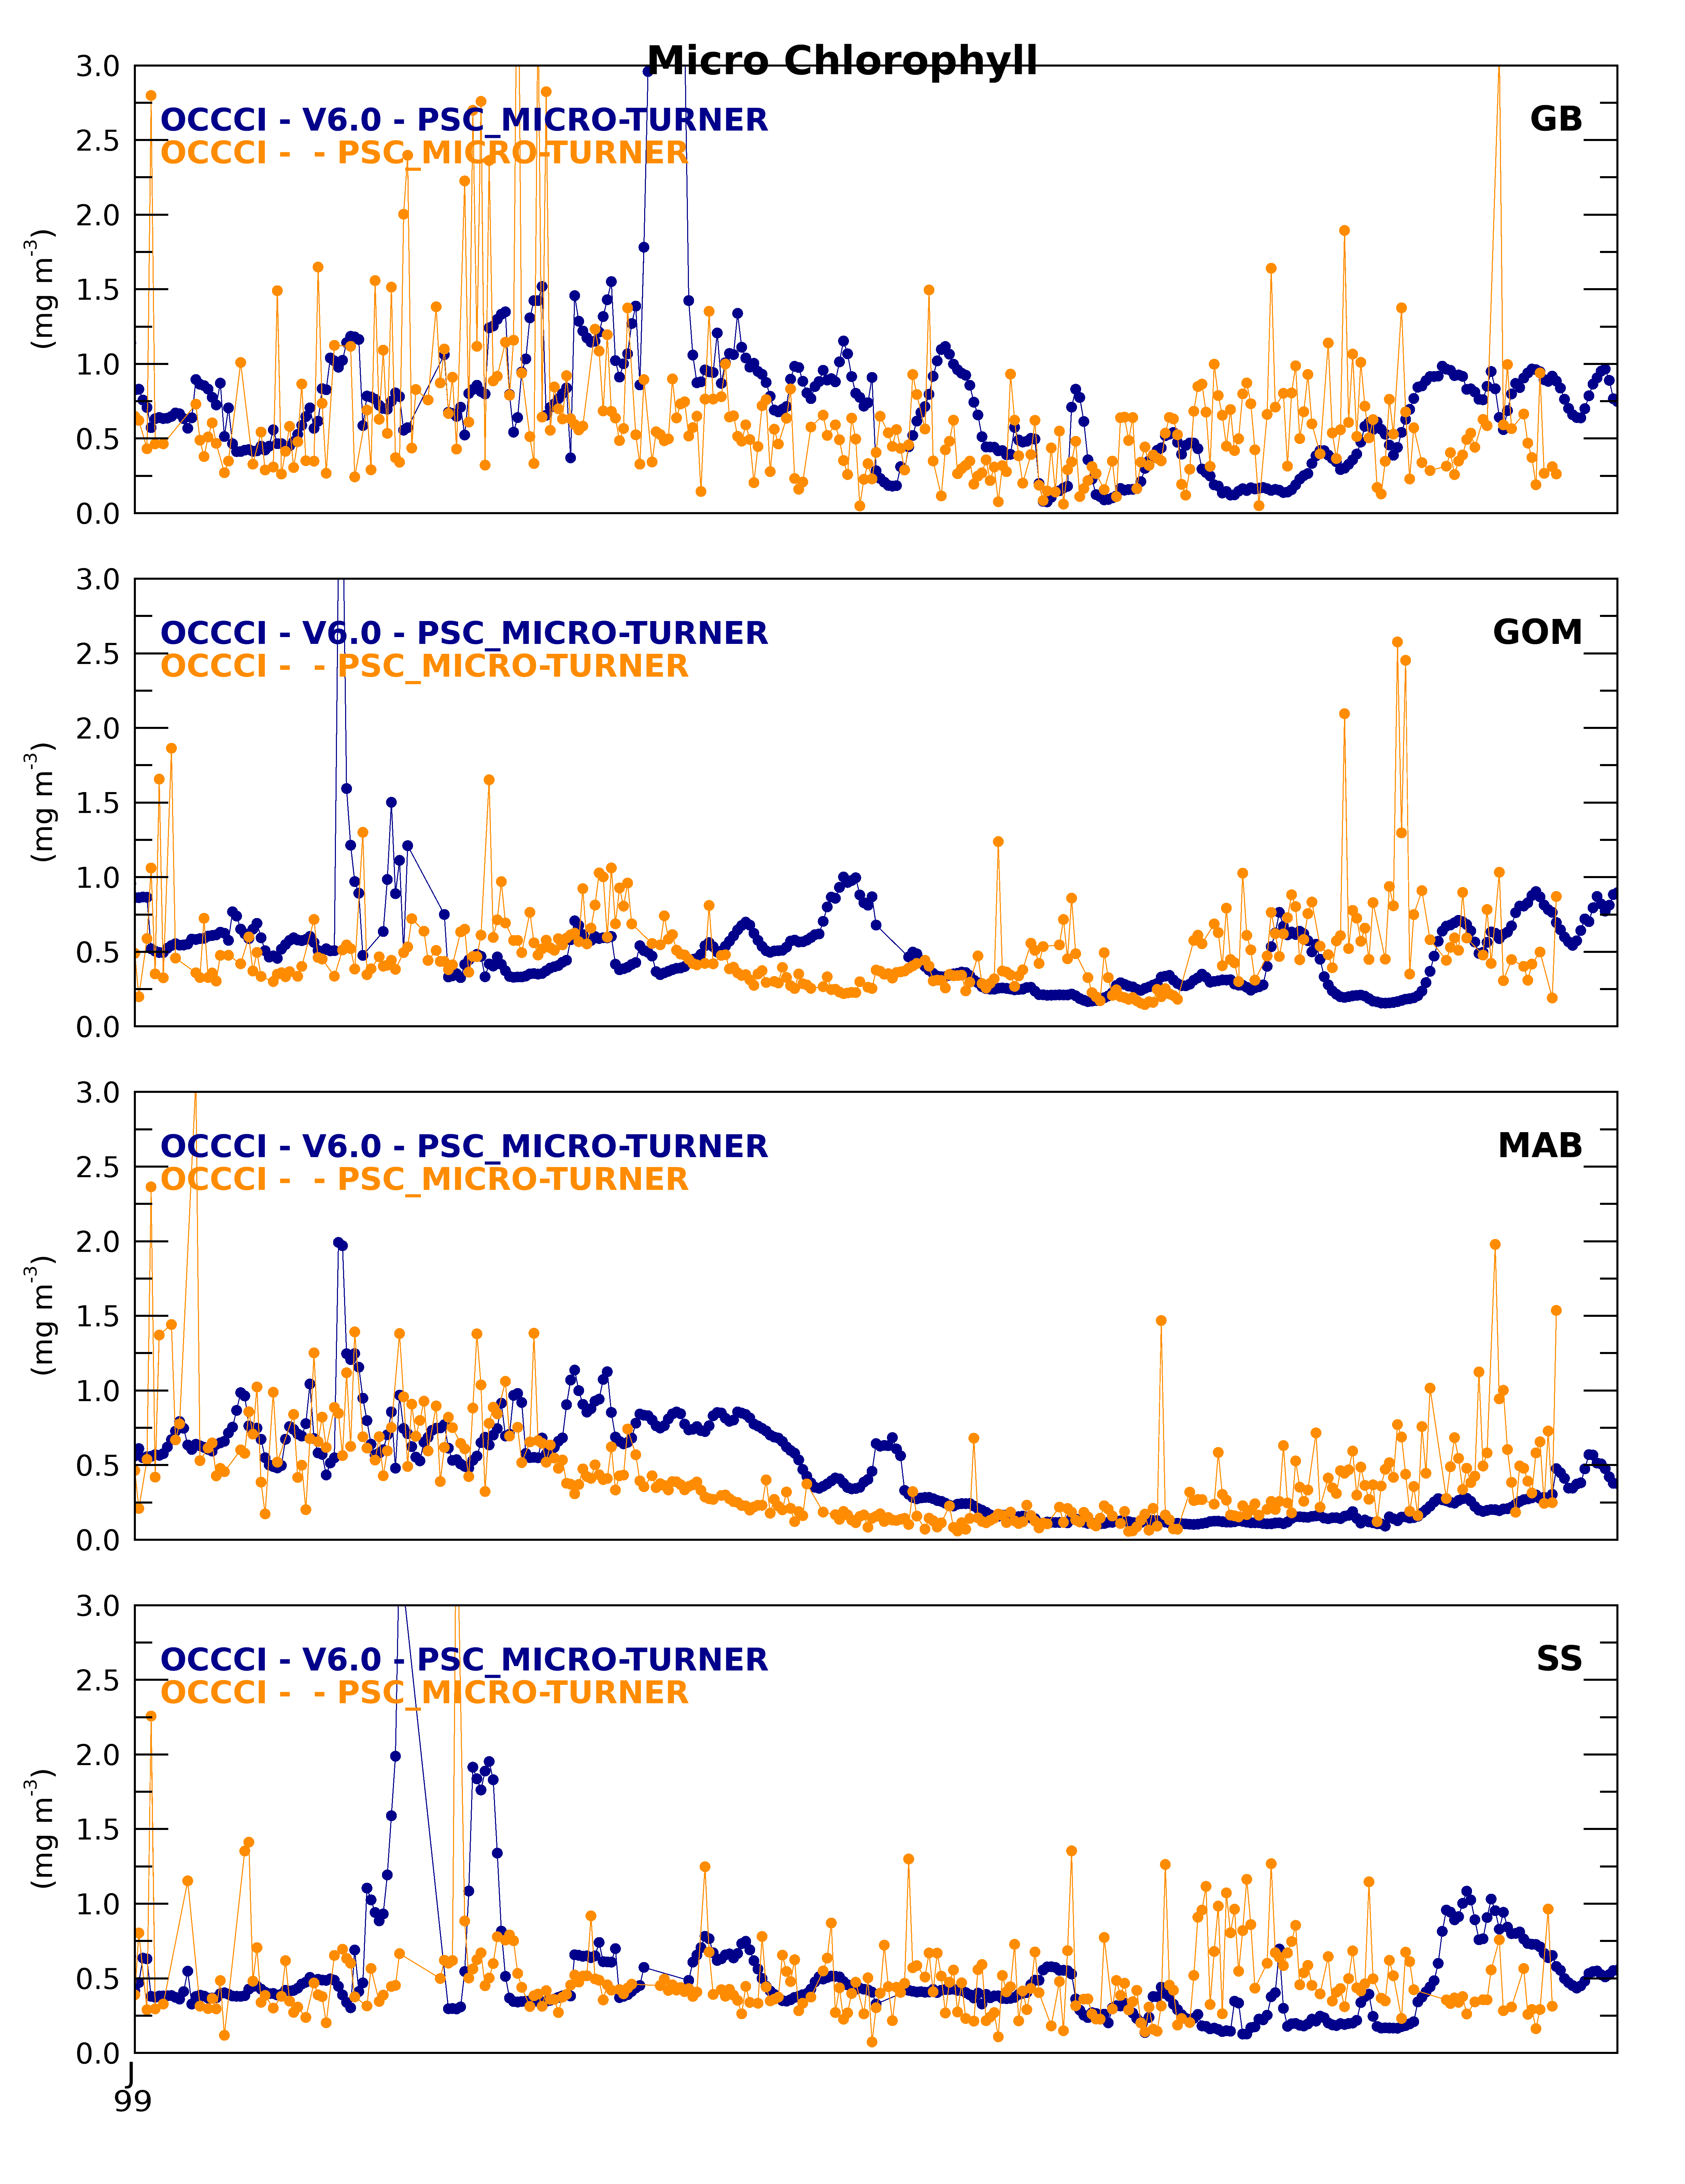 Micro Chlorophyll
3.0
2.5
2.0
1.5
1.0
0.5
0.0
(mg m-3)
OCCCI - V6.0 - PSC_MICRO-TURNER
OCCCI -  - PSC_MICRO-TURNER
GB
3.0
2.5
2.0
1.5
1.0
0.5
0.0
(mg m-3)
OCCCI - V6.0 - PSC_MICRO-TURNER
OCCCI -  - PSC_MICRO-TURNER
GOM
3.0
2.5
2.0
1.5
1.0
0.5
0.0
(mg m-3)
OCCCI - V6.0 - PSC_MICRO-TURNER
OCCCI -  - PSC_MICRO-TURNER
MAB
3.0
2.5
2.0
1.5
1.0
0.5
0.0
(mg m-3)
OCCCI - V6.0 - PSC_MICRO-TURNER
OCCCI -  - PSC_MICRO-TURNER
SS
J
99